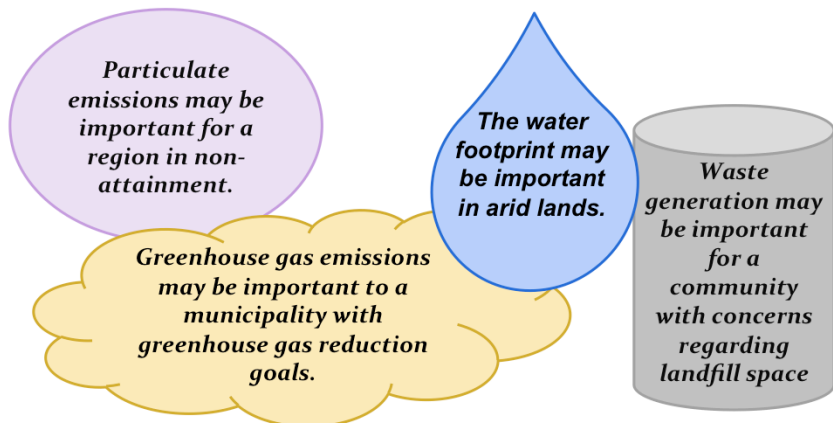 Particulate
emissions may be
important for a
region in non-
attainment.
The water
footprint may
be important
in arid lands.
Waste
generation may
be important
for a
community
with concerns
regarding
landfill space
Greenhouse gas emissions
may be important to a
municipality with
greenhouse gas reduction
goals.